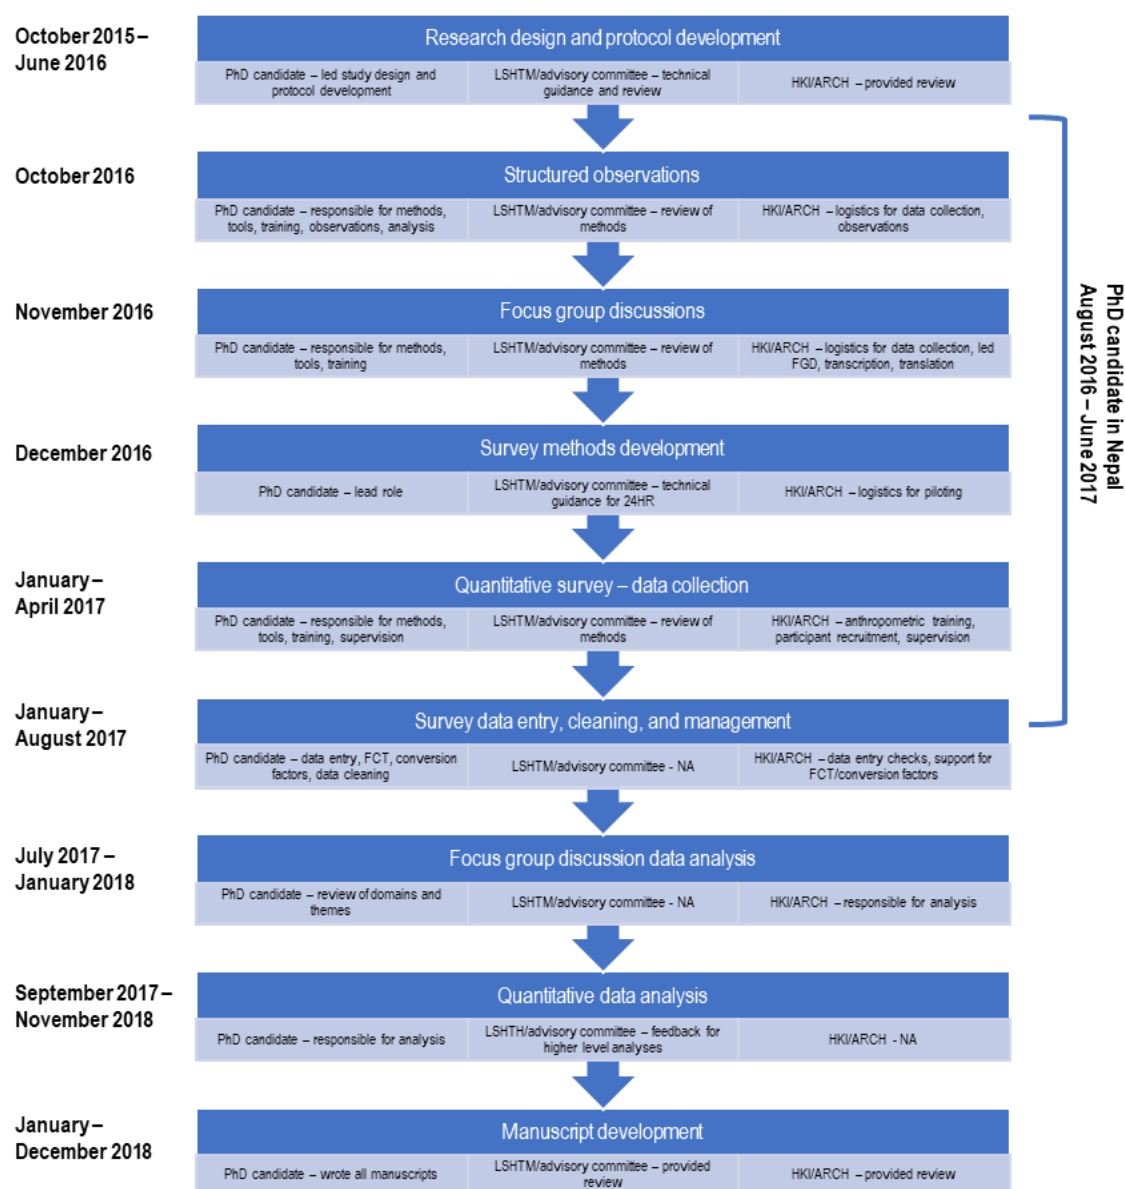 October 2015 –
June 2016
Research design and protocol development
PhD candidate – led study design and
protocol development
LSHTM/advisory committee – technical
guidance and review
HKI/ARCH – provided review
October 2016
Structured observations
PhD candidate – responsible for methods,
tools, training, observations, analysis
LSHTM/advisory committee – review of
methods
HKI/ARCH – logistics for data collection,
observations
November 2016
Focus group discussions
PhD candidate – responsible for methods,
tools, training
LSHTM/advisory committee – review of
methods
HKI/ARCH – logistics for data collection, led
FGD, transcription, translation
December 2016
Survey methods development
PhD candidate – lead role
LSHTM/advisory committee – technical
guidance for 24HR
HKI/ARCH – logistics for piloting
January –
April 2017
Quantitative survey – data collection
PhD candidate – responsible for methods,
tools, training, supervision
LSHTM/advisory committee – review of
methods
HKI/ARCH – anthropometric training,
participant recruitment, supervision
January –
August 2017
Survey data entry, cleaning, and management
PhD candidate – data entry, FCT, conversion
factors, data cleaning
LSHTM/advisory committee - NA
HKI/ARCH – data entry checks, support for
FCT/conversion factors
July 2017 –
January 2018
Focus group discussion data analysis
PhD candidate – review of domains and
themes
LSHTM/advisory committee - NA
HKI/ARCH – responsible for analysis
September 2017 –
November 2018
Quantitative data analysis
PhD candidate – responsible for analysis
LSHTH/advisory committee – feedback for
higher level analyses
HKI/ARCH - NA
January –
December 2018
Manuscript development
PhD candidate – wrote all manuscripts
LSHTM/advisory committee – provided
review
HKI/ARCH – provided review
PhD candidate in Nepal
August 2016 – June 2017